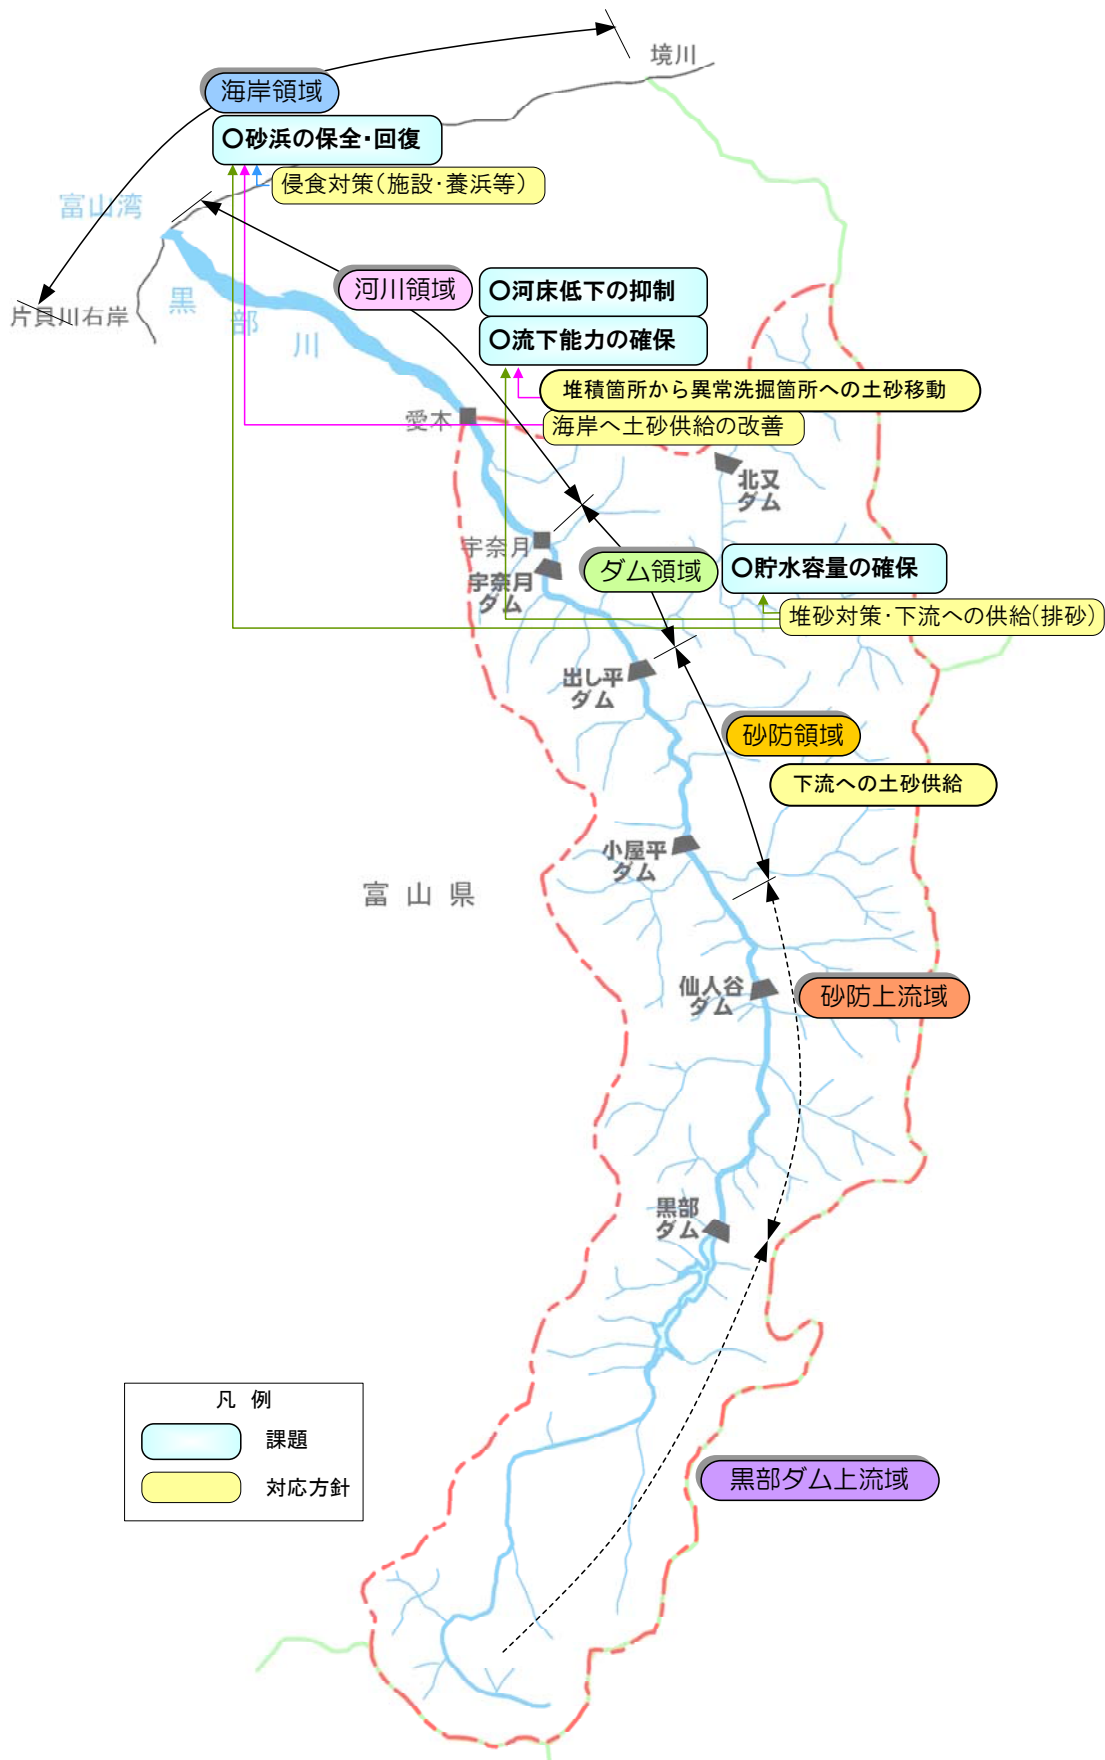 境川
海岸領域
〇砂浜の保全・回復
侵食対策（施設・養浜等）
富山湾
片貝川右岸
黒部川
河川領域
〇河床低下の抑制
〇流下能力の確保
堆積箇所から異常洗掘箇所への土砂移動
海岸へ土砂供給の改善
愛本
北又
ダム
宇奈月
宇奈月
ダム
ダム領域
〇貯水容量の確保
堆砂対策・下流への供給(排砂)
出し平
ダム
砂防領域
下流への土砂供給
小屋平
ダム
富山県
仙人谷
ダム
砂防上流域
黒部
ダム
凡 例
課題
対応方針
黒部ダム上流域